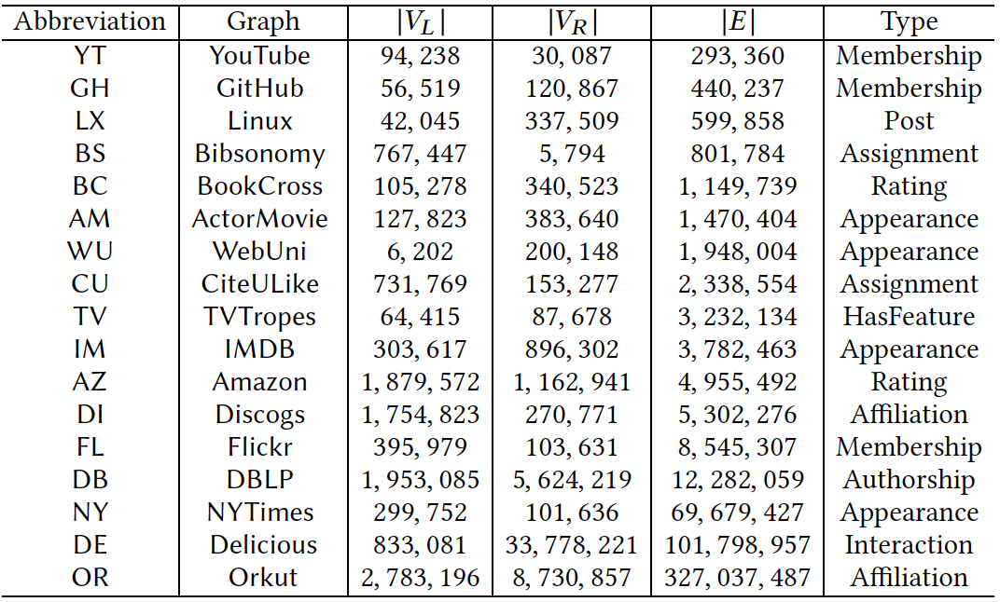 Abbreviation Graph |V_L| |V_R| |E| Type
YT YouTube 94, 238 30, 087 293, 360 Membership
GH GitHub 56, 519 120, 867 440, 237 Membership
LX Linux 42, 045 337, 509 599, 858 Post
BS Bibsonomy 767, 447 5, 794 801, 784 Assignment
BC BookCross 105, 278 340, 523 1, 149, 739 Rating
AM ActorMovie 127, 823 383, 640 1, 470, 404 Appearance
WU WebUni 6, 202 200, 148 1, 948, 004 Appearance
CU CiteULike 731, 769 153, 277 2, 338, 554 Assignment
TV TVTropes 64, 415 87, 678 3, 232, 134 HasFeature
IM IMDB 303, 617 896, 302 3, 782, 463 Appearance
AZ Amazon 1, 879, 572 1, 162, 941 4, 955, 492 Rating
DI Discogs 1, 754, 823 270, 771 5, 302, 276 Affiliation
FL Flickr 395, 979 103, 631 8, 545, 307 Membership
DB DBLP 1, 953, 085 5, 624, 219 12, 282, 059 Authorship
NY NYTimes 299, 752 101, 636 69, 679, 427 Appearance
DE Delicious 833, 081 33, 778, 221 101, 798, 957 Interaction
OR Orkut 2, 783, 196 8, 730, 857 327, 037, 487 Affiliation